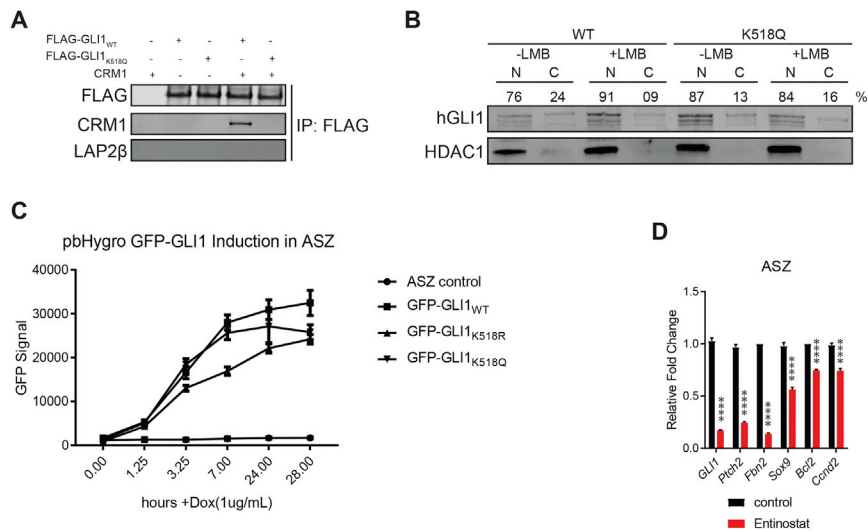 A
FLAG-GLI1WT - + - + -
FLAG-GLI1K518Q - - + - +
CRM1 + - - + +
FLAG
CRM1
LAP2β
IP: FLAG
B
WT K518Q
-LMB +LMB -LMB +LMB
N C N C N C N C
76 24 91 09 87 13 84 16 %
hGLI1
HDAC1
C
pbHygro GFP-GLI1 Induction in ASZ
GFP Signal
40000
30000
20000
10000
0
0.00 1.25 3.25 7.00 24.00 28.00
hours +Dox(1ug/mL)
ASZ control
GFP-GLI1WT
GFP-GLI1K518R
GFP-GLI1K518Q
D
ASZ
Relative Fold Change
1.5
1.0
0.5
0.0
**** **** **** **** **** ****
GLI1 Ptch2 Fbn2 Sox9 Bcl2 Ccnd2
control
Entinostat